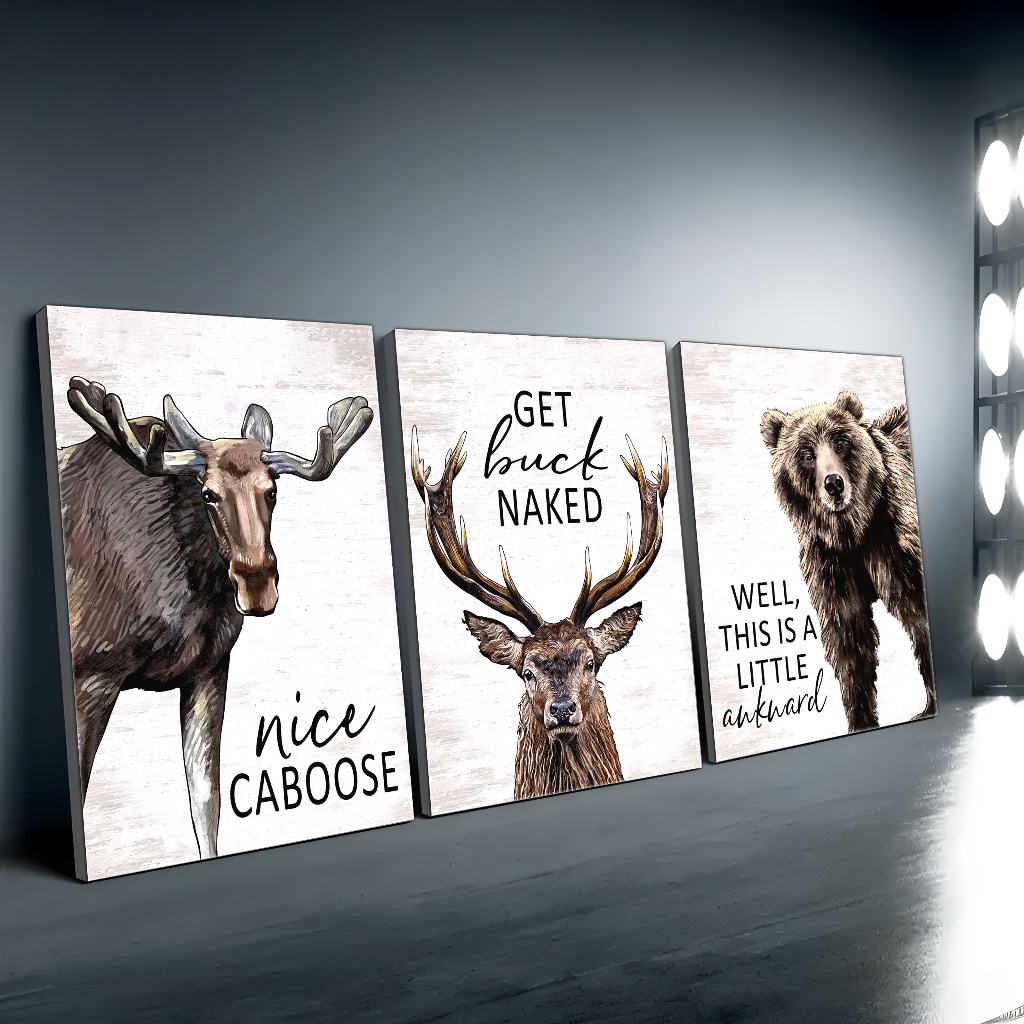 nice
CABOOSE
GET
buck
NAKED
WELL,
THIS IS A
LITTLE
awkward